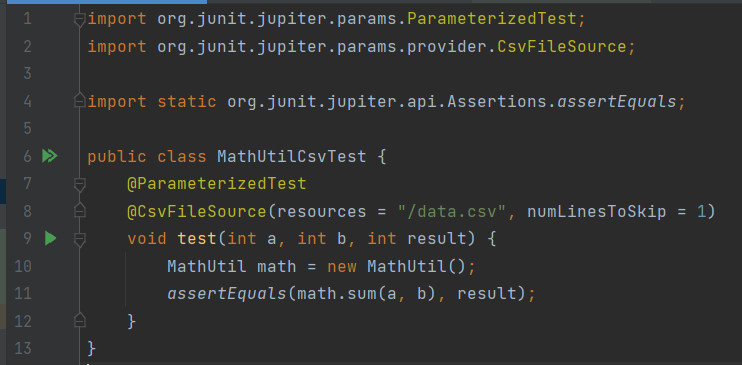 1 import org.junit.jupiter.params.ParameterizedTest;
2 import org.junit.jupiter.params.provider.CsvFileSource;
3
4 import static org.junit.jupiter.api.Assertions.assertEquals;
5
6 public class MathUtilCsvTest {
7 @ParameterizedTest
8 @CsvFileSource(resources = "/data.csv", numLinesToSkip = 1)
9 void test(int a, int b, int result) {
10 MathUtil math = new MathUtil();
11 assertEquals(math.sum(a, b), result);
12 }
13 }